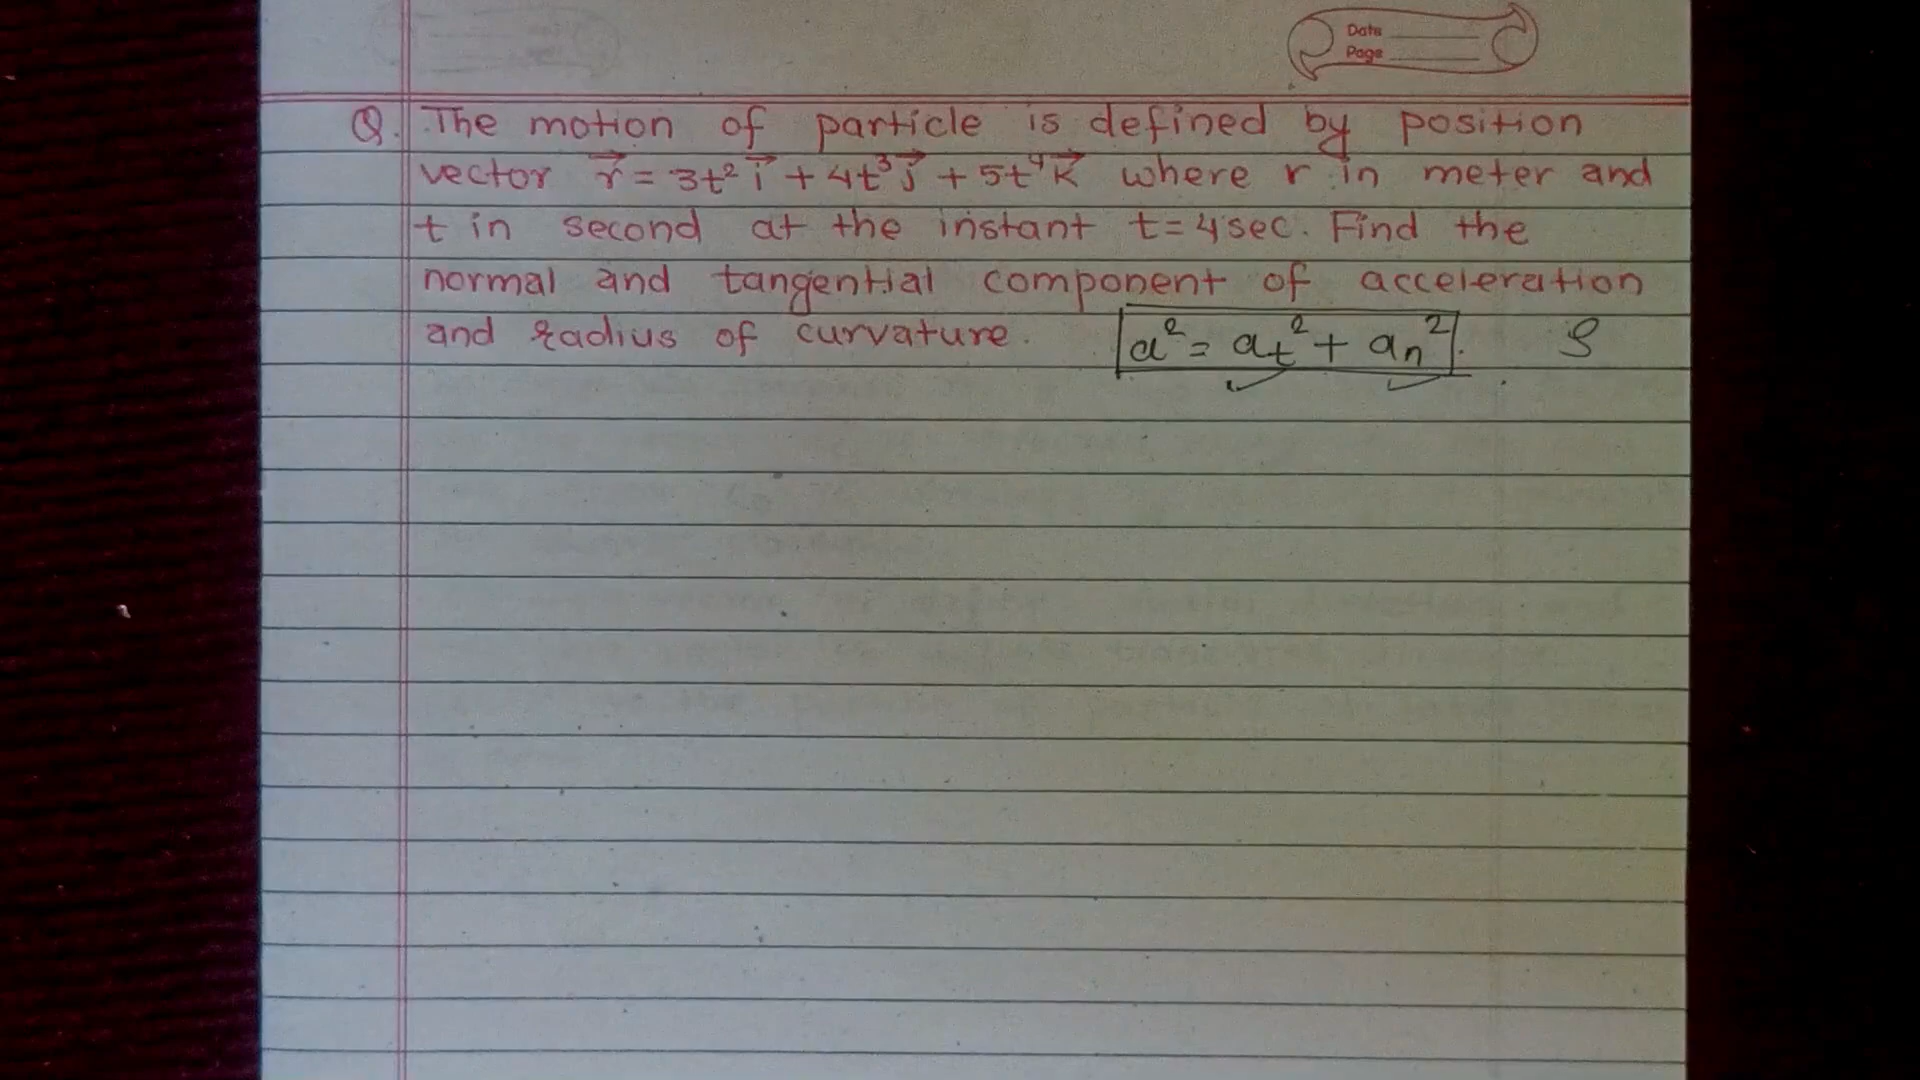 Date
Page
Q. The motion of particle is defined by position
vector r⃗ = 3t² i⃗ + 4t³ j⃗ + 5t⁴ k⃗ where r in meter and
t in second at the instant t=4sec. Find the
normal and tangential component of acceleration
and radius of curvature. a² = at² + an². S